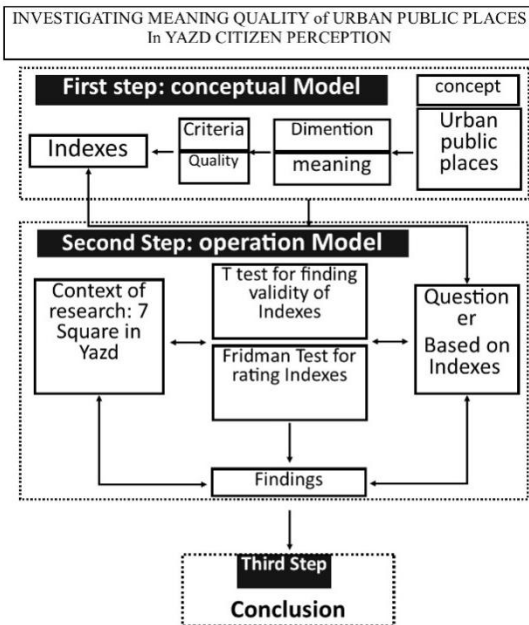 INVESTIGATING MEANING QUALITY of URBAN PUBLIC PLACES
In YAZD CITIZEN PERCEPTION
First step: conceptual Model
concept
Urban
public
places
Dimention
meaning
Criteria
Quality
Indexes
Second Step: operation Model
Context of
research: 7
Square in
Yazd
T test for finding
validity of
Indexes
Fridman Test for
rating Indexes
Question
er
Based on
Indexes
Findings
Third Step
Conclusion